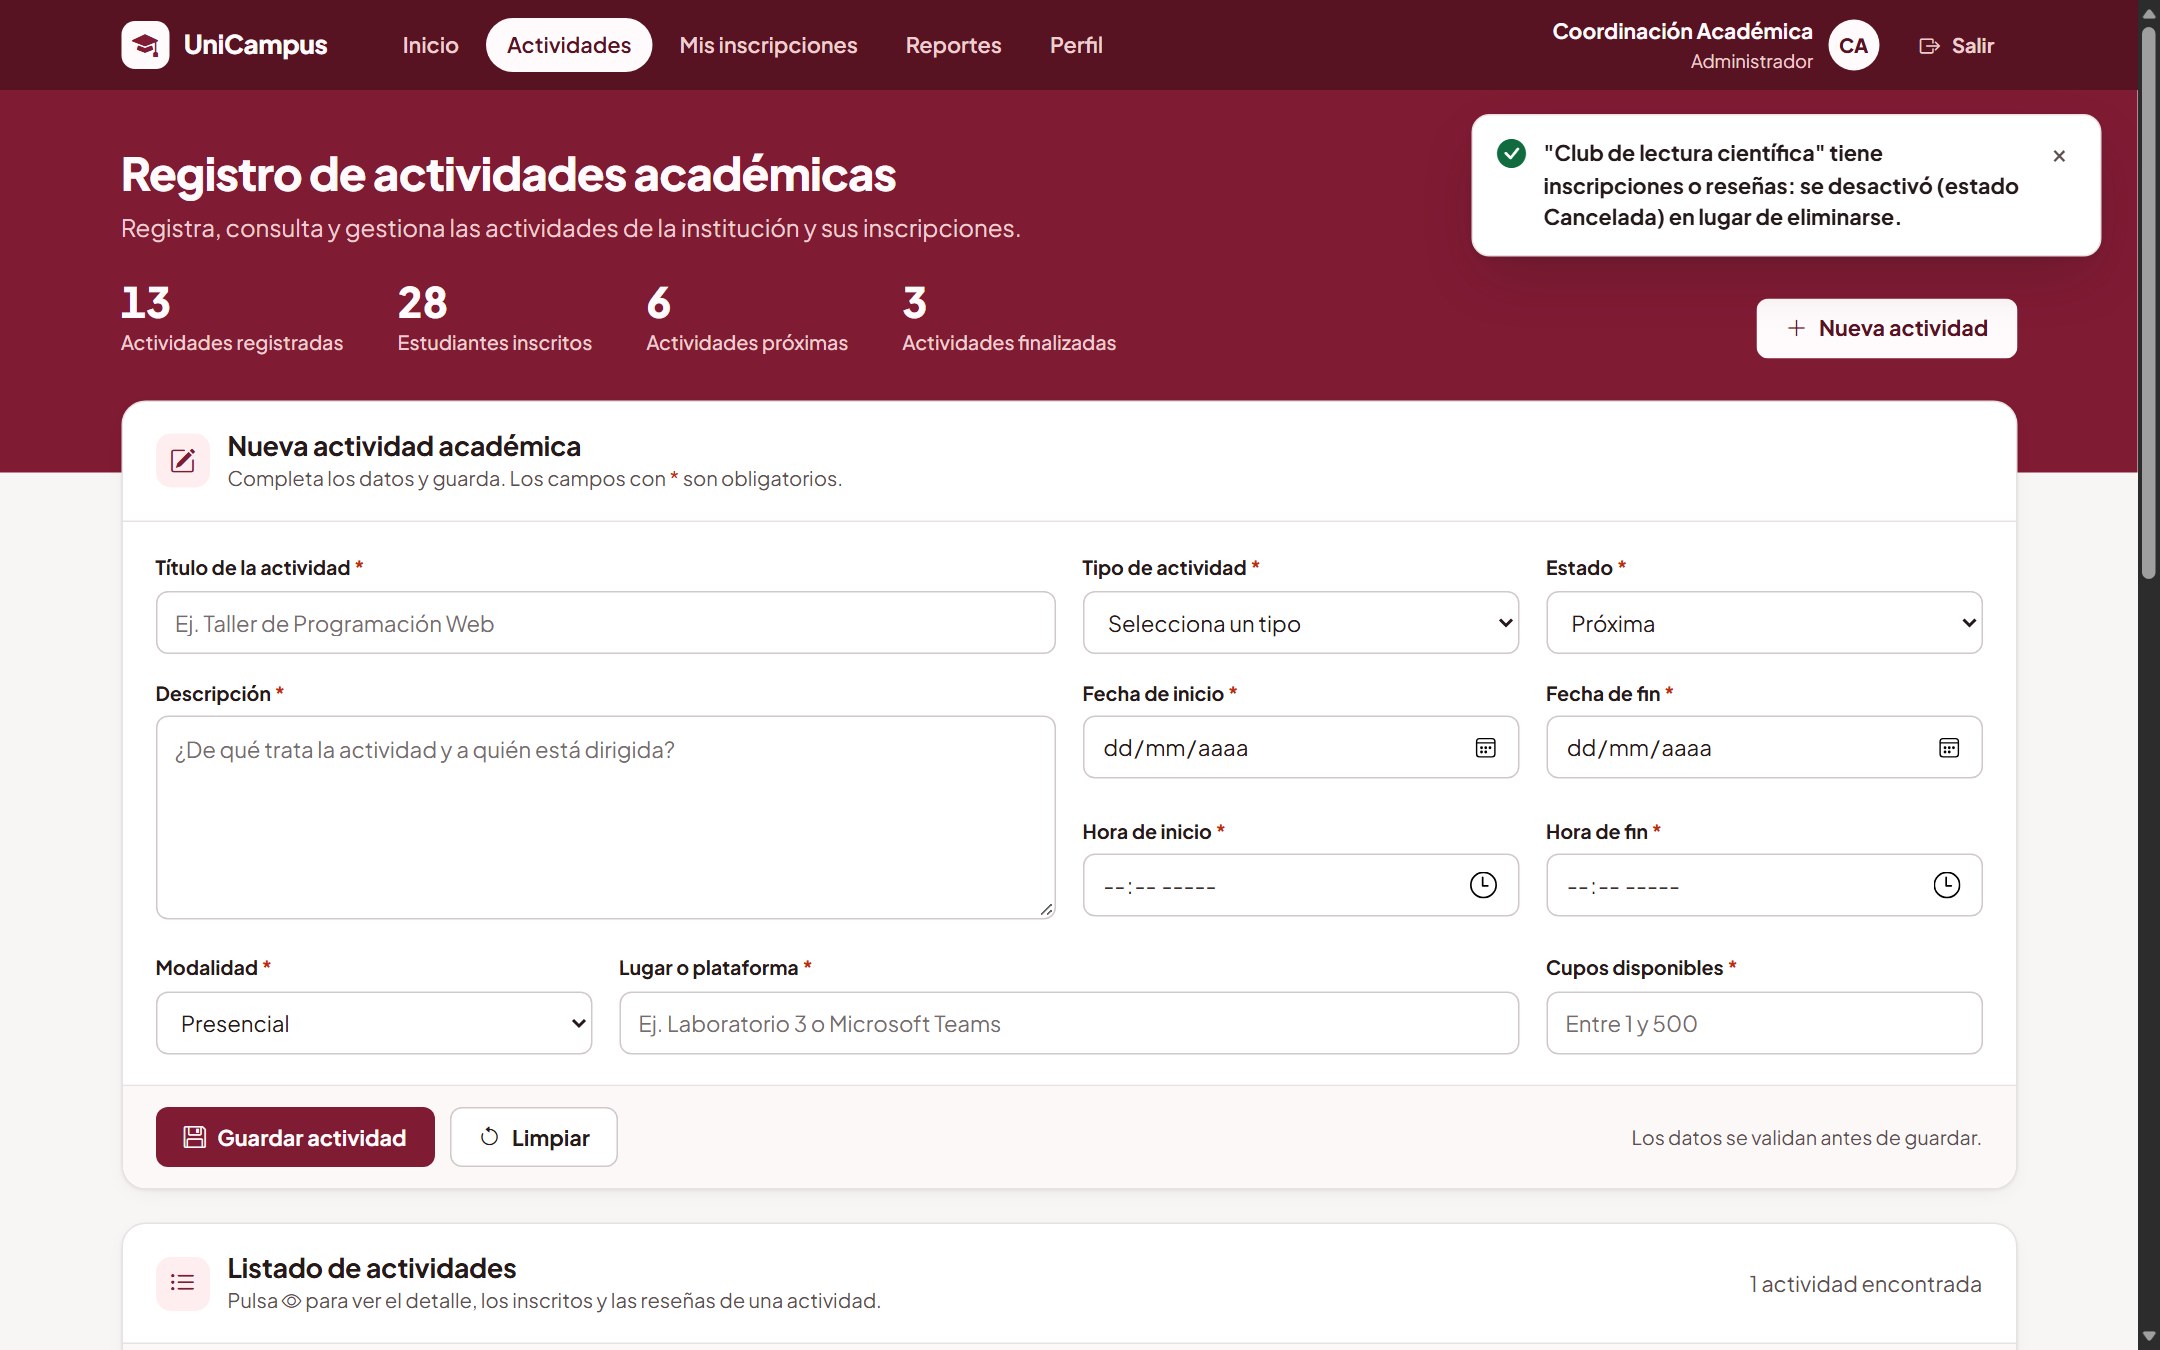 UniCampus
Inicio
Actividades
Mis inscripciones
Reportes
Perfil
Coordinación Académica
Administrador
CA
Salir
Registro de actividades académicas
Registra, consulta y gestiona las actividades de la institución y sus inscripciones.
"Club de lectura científica" tiene
inscripciones o reseñas: se desactivó (estado
Cancelada) en lugar de eliminarse.
×
13
Actividades registradas
28
Estudiantes inscritos
6
Actividades próximas
3
Actividades finalizadas
+ Nueva actividad
Nueva actividad académica
Completa los datos y guarda. Los campos con * son obligatorios.
Título de la actividad *
Ej. Taller de Programación Web
Tipo de actividad *
Selecciona un tipo
Estado *
Próxima
Descripción *
¿De qué trata la actividad y a quién está dirigida?
Fecha de inicio *
dd/mm/aaaa
Fecha de fin *
dd/mm/aaaa
Hora de inicio *
--:-- -----
Hora de fin *
--:-- -----
Modalidad *
Presencial
Lugar o plataforma *
Ej. Laboratorio 3 o Microsoft Teams
Cupos disponibles *
Entre 1 y 500
Guardar actividad
Limpiar
Los datos se validan antes de guardar.
Listado de actividades
Pulsa para ver el detalle, los inscritos y las reseñas de una actividad.
1 actividad encontrada